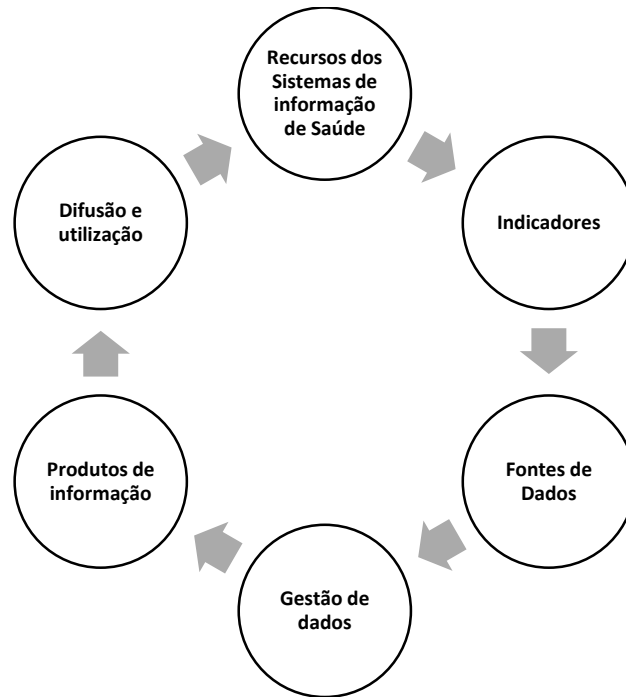 Recursos dos
Sistemas de
informação
de Saúde
Indicadores
Fontes de
Dados
Gestão de
dados
Produtos de
informação
Difusão e
utilização